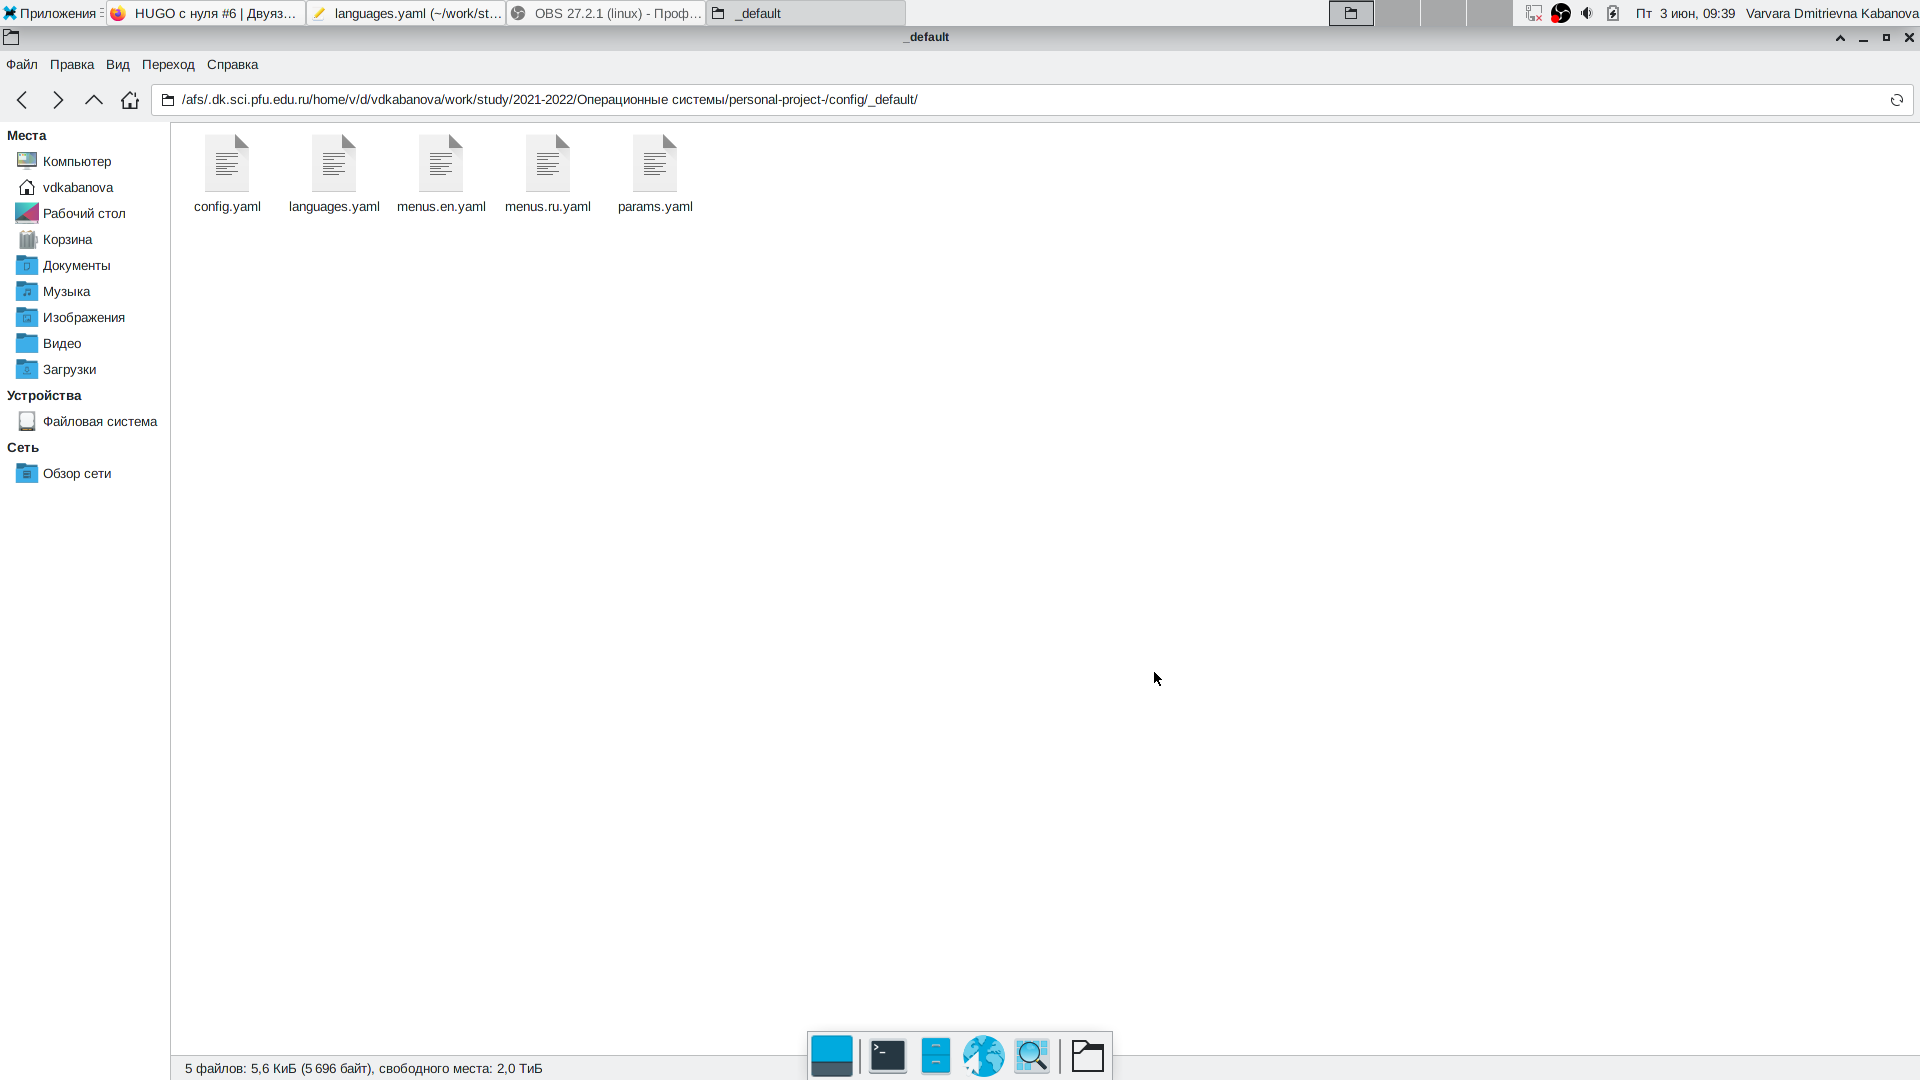 Приложения
HUGO с нуля #6 | Двуяз...
languages.yaml (~/work/st...
OBS 27.2.1 (linux) - Проф...
_default
Пт 3 июн, 09:39
Varvara Dmitrievna Kabanova
_default
Файл Правка Вид Переход Справка
/afs/.dk.sci.pfu.edu.ru/home/v/d/vdkabanova/work/study/2021-2022/Операционные системы/personal-project-/config/_default/
Места
Компьютер
vdkabanova
Рабочий стол
Корзина
Документы
Музыка
Изображения
Видео
Загрузки
Устройства
Файловая система
Сеть
Обзор сети
config.yaml
languages.yaml
menus.en.yaml
menus.ru.yaml
params.yaml
5 файлов: 5,6 КиБ (5 696 байт), свободного места: 2,0 ТиБ